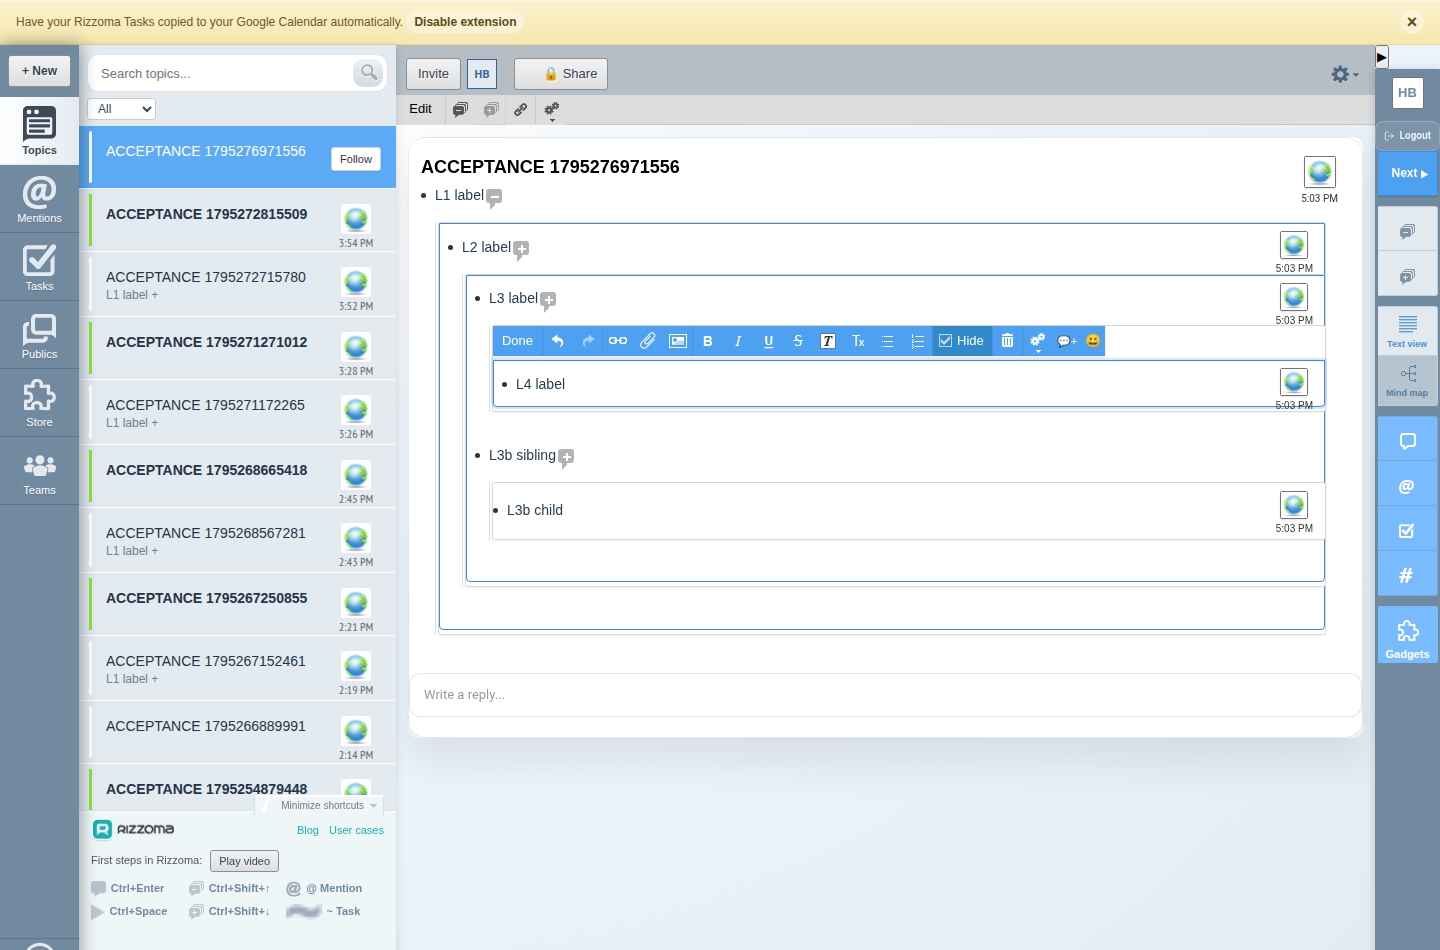 Have your Rizzoma Tasks copied to your Google Calendar automatically. Disable extension ✕
+ New
Topics
Mentions
Tasks
Publics
Store
Teams
Search topics...
All
ACCEPTANCE 1795276971556
Follow
ACCEPTANCE 1795272815509
3:54 PM
ACCEPTANCE 1795272715780
L1 label +
3:52 PM
ACCEPTANCE 1795271271012
3:28 PM
ACCEPTANCE 1795271172265
L1 label +
3:26 PM
ACCEPTANCE 1795268665418
2:45 PM
ACCEPTANCE 1795268567281
L1 label +
2:43 PM
ACCEPTANCE 1795267250855
2:21 PM
ACCEPTANCE 1795267152461
L1 label +
2:19 PM
ACCEPTANCE 1795266889991
2:14 PM
ACCEPTANCE 1795254879448
Minimize shortcuts
RIZZOMA
Blog User cases
First steps in Rizzoma: Play video
Ctrl+Enter Ctrl+Shift+↑ @ Mention
Ctrl+Space Ctrl+Shift+↓ ~ Task
Invite HB 🔒 Share
Edit
ACCEPTANCE 1795276971556
5:03 PM
• L1 label
• L2 label
5:03 PM
• L3 label
5:03 PM
Done B I U S T Tx Hide 😀
• L4 label
5:03 PM
• L3b sibling
• L3b child
5:03 PM
Write a reply...
▶
HB
Logout
Next ▶
Text view
Mind map
@
#
Gadgets